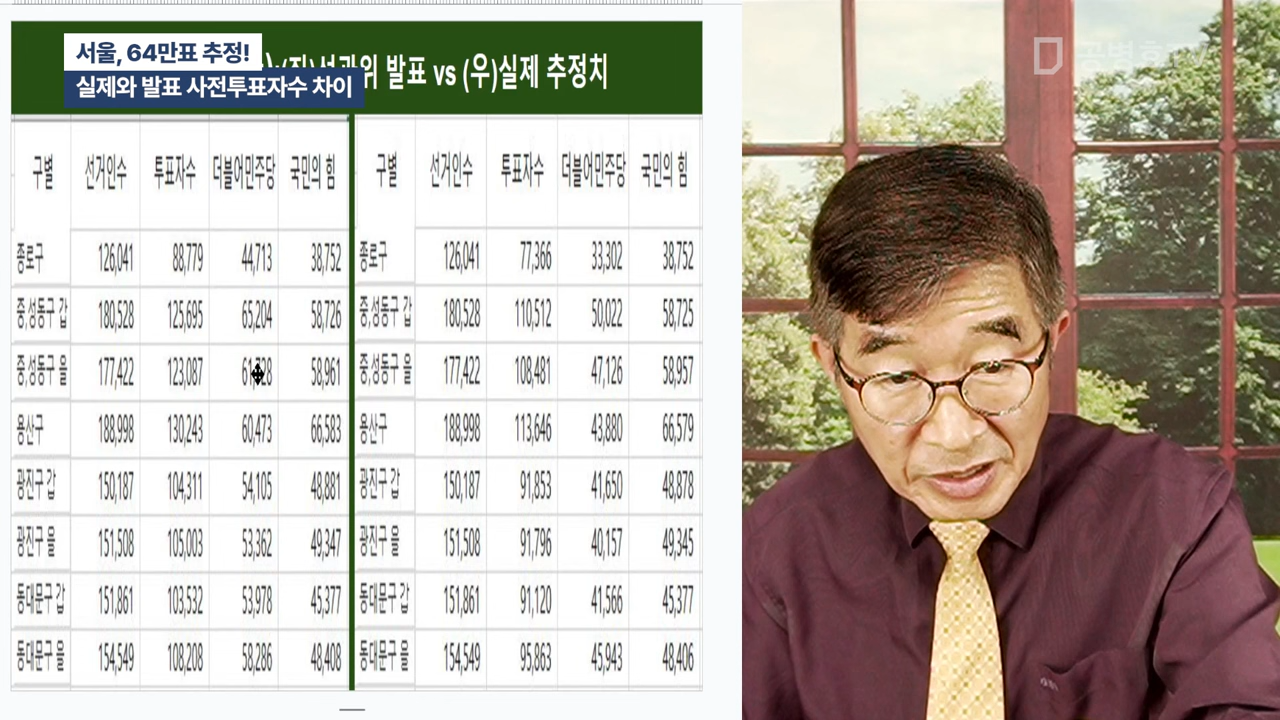 서울, 64만표 추정!
실제와 발표 사전투표자수 차이
위 발표 vs (우)실제 추정치
공병호TV
구별 선거인수 투표자수 더불어민주당 국민의 힘 구별 선거인수 투표자수 더불어민주당 국민의 힘
종로구 126,041 88,779 44,713 38,752 종로구 126,041 77,366 33,302 38,752
중,성동구 갑 180,528 125,695 65,204 58,726 중,성동구 갑 180,528 110,512 50,022 58,725
중,성동구 을 177,422 123,087 58,961 중,성동구 을 177,422 108,481 47,126 58,957
용산구 188,998 130,243 60,473 66,583 용산구 188,998 113,646 43,880 66,579
광진구 갑 150,187 104,311 54,105 48,881 광진구 갑 150,187 91,853 41,650 48,878
광진구 을 151,508 105,003 53,362 49,347 광진구 을 151,508 91,796 40,157 49,345
동대문구 갑 151,861 103,532 53,978 45,377 동대문구 갑 151,861 91,120 41,566 45,377
동대문구 을 154,549 108,208 58,286 48,408 동대문구 을 154,549 95,863 45,943 48,406